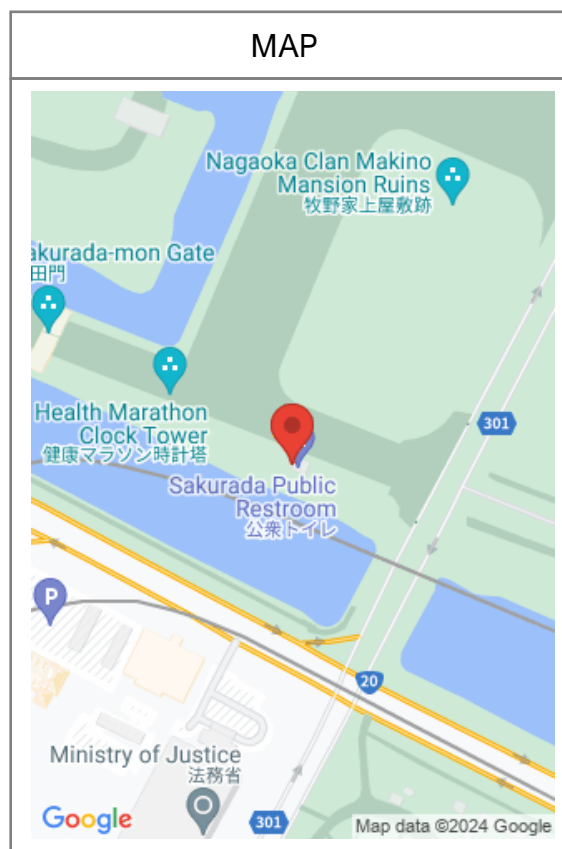 MAP
Nagaoka Clan Makino
Mansion Ruins
牧野家上屋敷跡
akurada-mon Gate
田門
Health Marathon
Clock Tower
健康マラソン時計塔
301
Sakurada Public
Restroom
公衆トイレ
P
20
Ministry of Justice
法務省
Google
301
Map data ©2024 Google